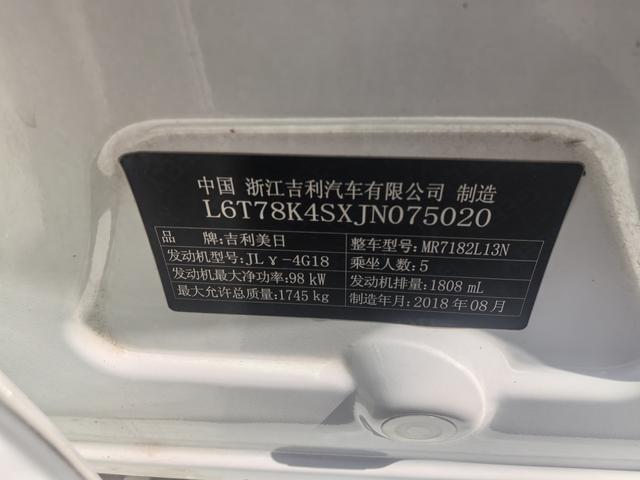 中国 浙江吉利汽车有限公司 制造
L6T78K4SXJN075020
品 牌:吉利美日 整车型号:MR7182L13N
发动机型号:JLγ-4G18 乘坐人数:5
发动机最大净功率:98 kW 发动机排量:1808 mL
最大允许总质量:1745 kg 制造年月:2018 年 08 月